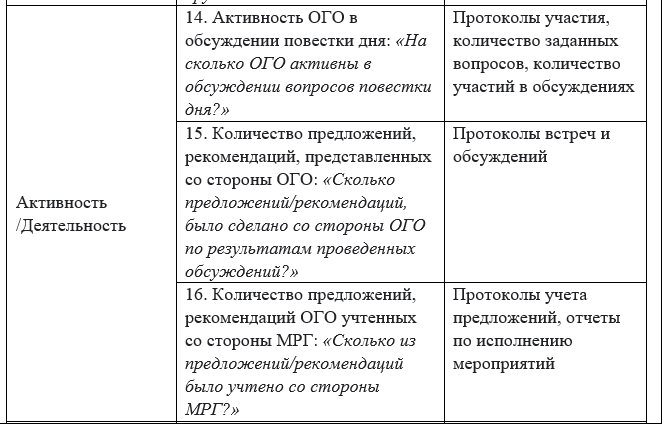 14. Активность ОГО в
обсуждении повестки дня: «На
сколько ОГО активны в
обсуждении вопросов повестки
дня?»
Протоколы участия,
количество заданных
вопросов, количество
участий в обсуждениях
Активность
/Деятельность
15. Количество предложений,
рекомендаций, представленных
со стороны ОГО: «Сколько
предложений/рекомендаций,
было сделано со стороны ОГО
по результатам проведенных
обсуждений?»
Протоколы встреч и
обсуждений
16. Количество предложений,
рекомендаций ОГО учтенных
со стороны МРГ: «Сколько из
предложений/рекомендаций
было учтено со стороны
МРГ?»
Протоколы учета
предложений, отчеты
по исполнению
мероприятий